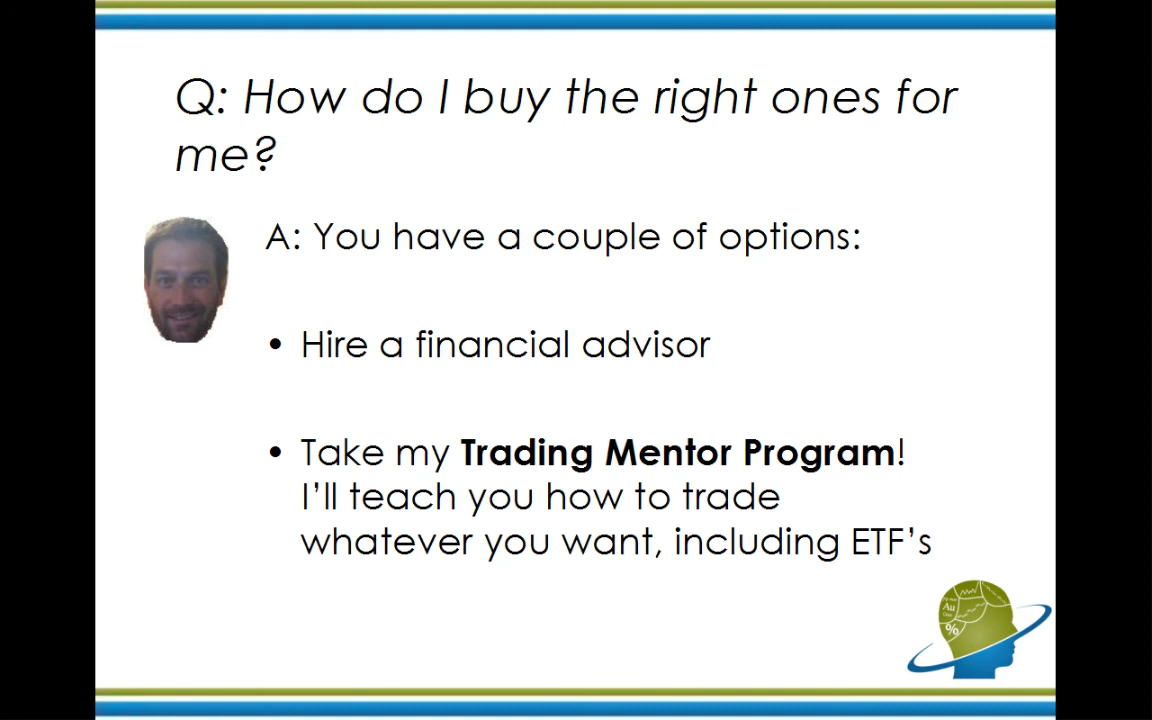 Q: How do I buy the right ones for
me?
A: You have a couple of options:
• Hire a financial advisor
• Take my Trading Mentor Program!
I'll teach you how to trade
whatever you want, including ETF's
Au
%